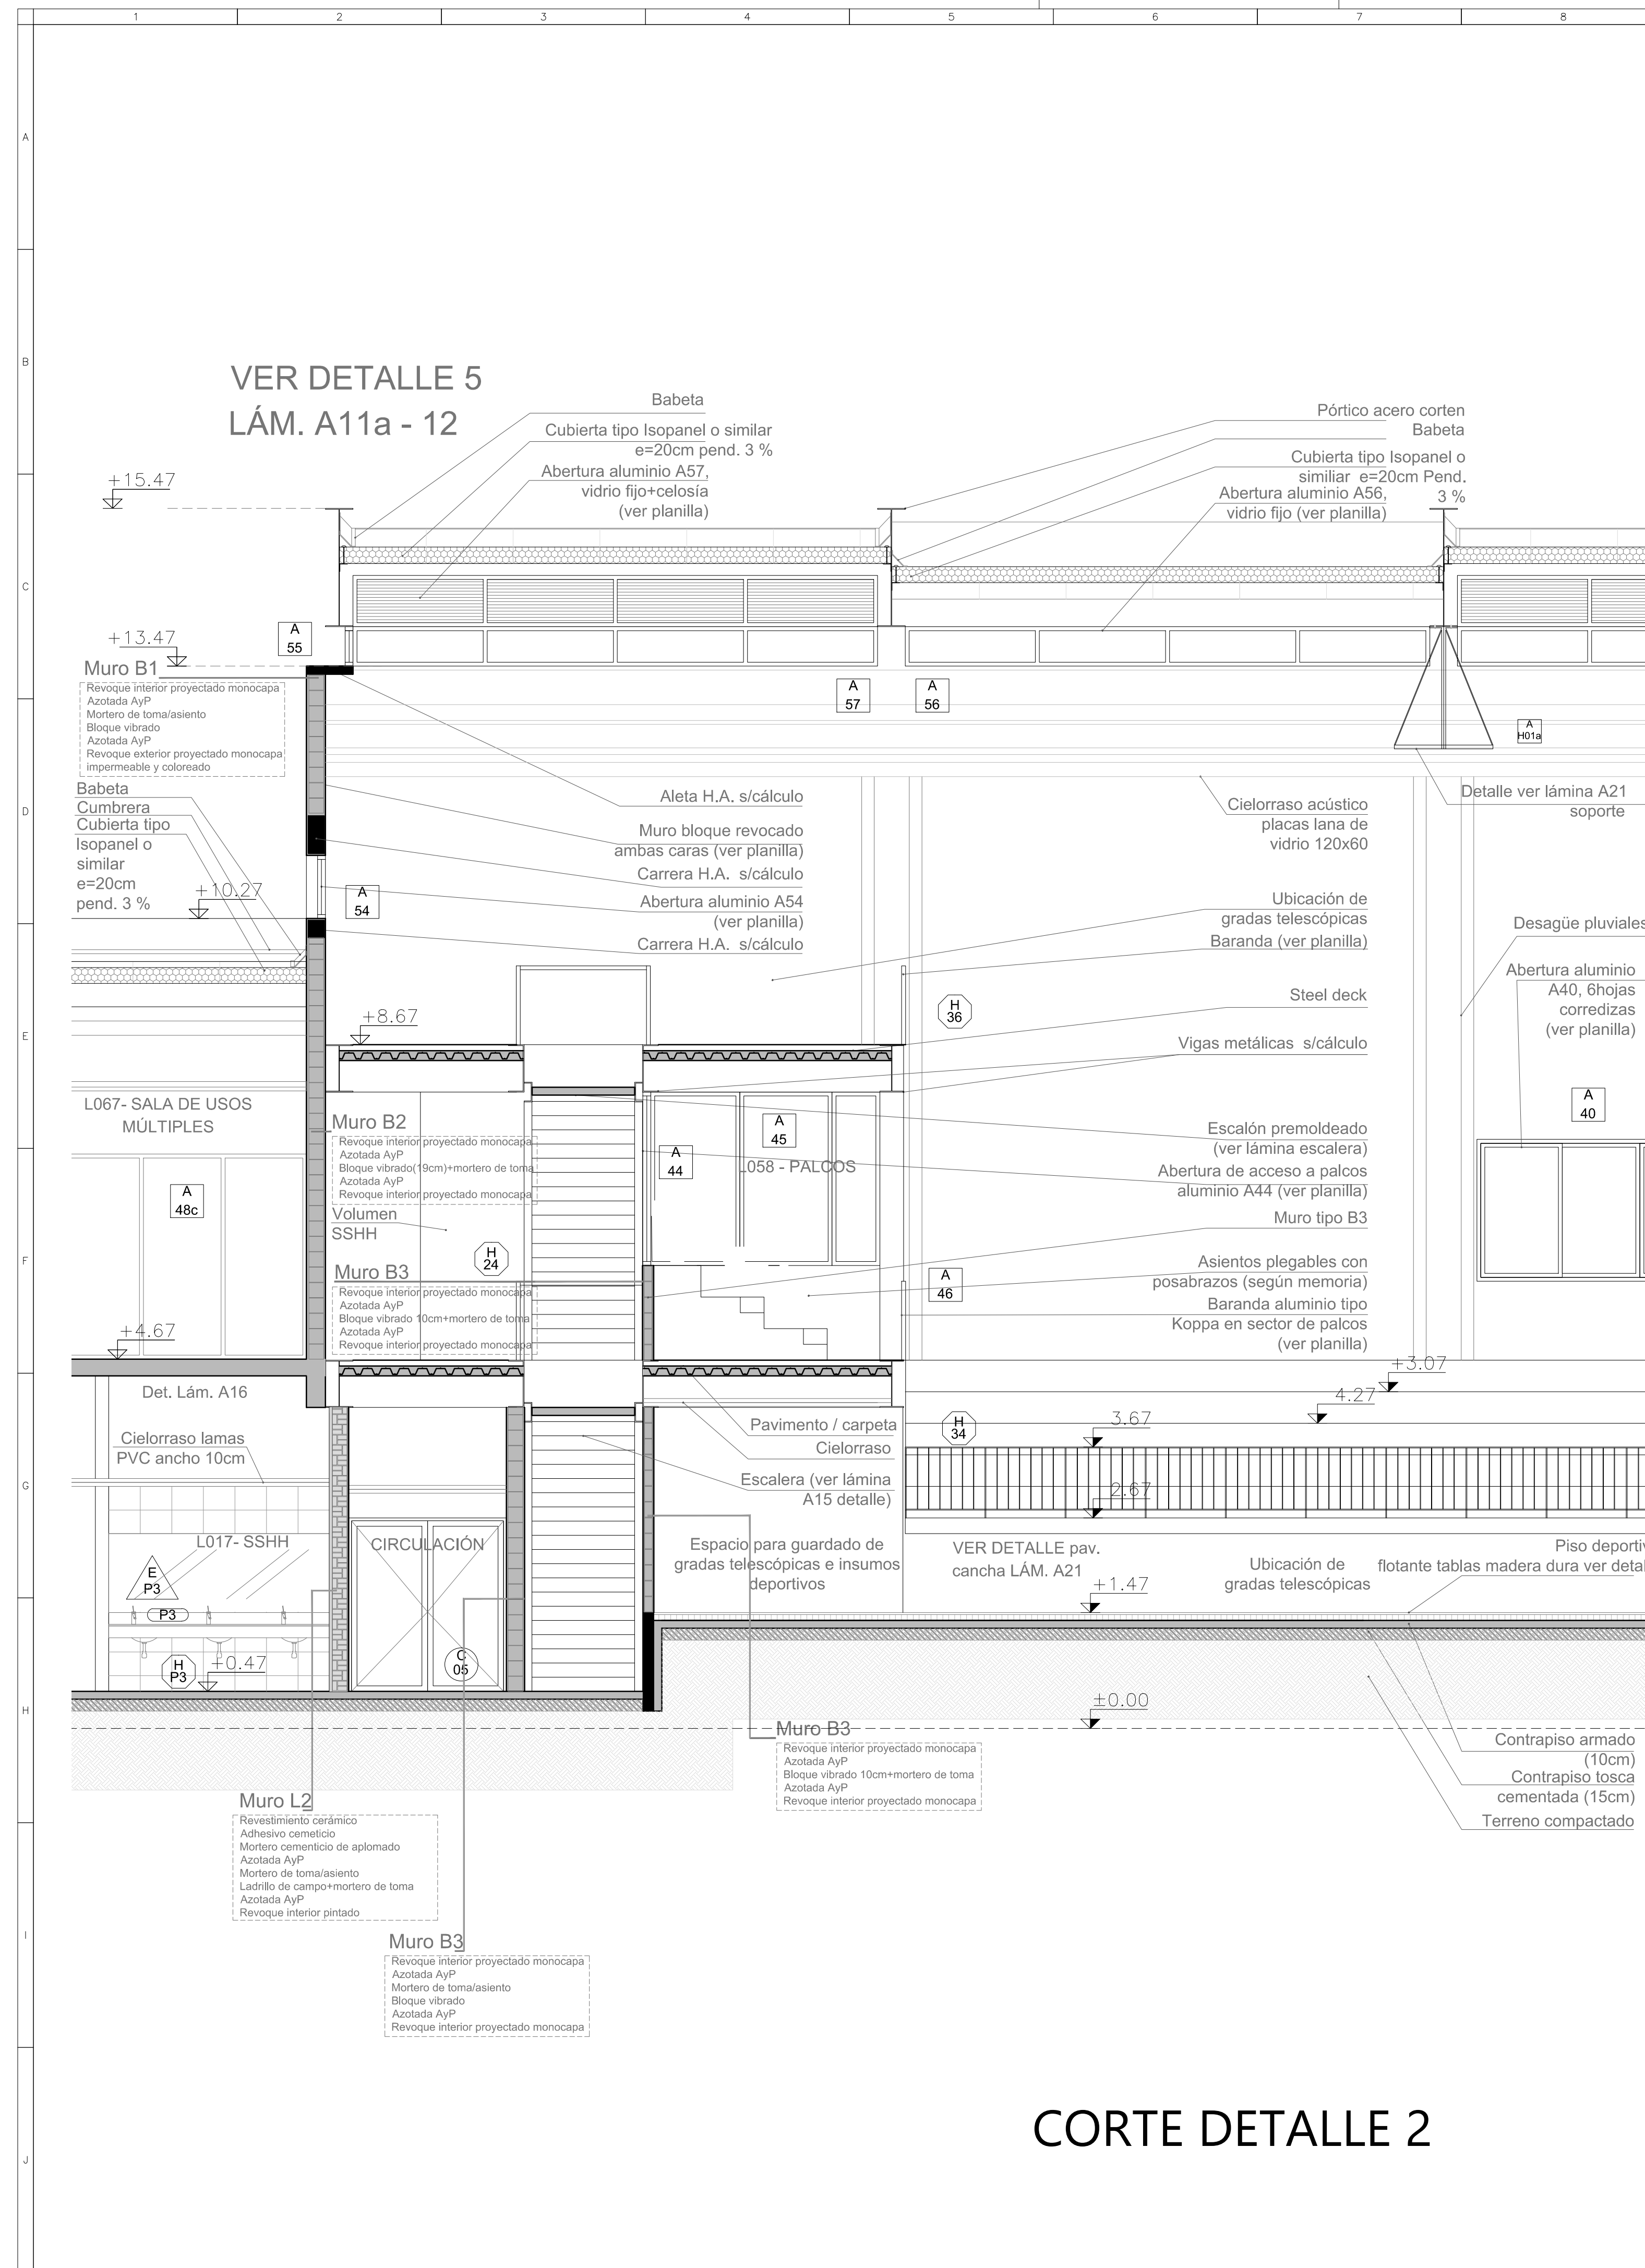 1 2 3 4 5 6 7 8
A
B
C
D
E
F
G
H
I
J
VER DETALLE 5
LÁM. A11a - 12
Babeta
Cubierta tipo Isopanel o similar
e=20cm pend. 3 %
Abertura aluminio A57,
vidrio fijo+celosía
(ver planilla)
Pórtico acero corten
Babeta
Cubierta tipo Isopanel o
similiar e=20cm Pend.
3 %
Abertura aluminio A56,
vidrio fijo (ver planilla)
+15.47
+13.47
A
55
Muro B1
Revoque interior proyectado monocapa
Azotada AyP
Mortero de toma/asiento
Bloque vibrado
Azotada AyP
Revoque exterior proyectado monocapa
impermeable y coloreado
A
57
A
56
A
H01a
Babeta
Cumbrera
Cubierta tipo
Isopanel o
similar
e=20cm
pend. 3 %
+10.27
A
54
Aleta H.A. s/cálculo
Muro bloque revocado
ambas caras (ver planilla)
Carrera H.A. s/cálculo
Abertura aluminio A54
(ver planilla)
Carrera H.A. s/cálculo
Cielorraso acústico
placas lana de
vidrio 120x60
Detalle ver lámina A21
soporte
Ubicación de
gradas telescópicas
Baranda (ver planilla)
Steel deck
Vigas metálicas s/cálculo
Desagüe pluviales
Abertura aluminio
A40, 6hojas
corredizas
(ver planilla)
H
36
+8.67
A
40
L067- SALA DE USOS
MÚLTIPLES
A
48c
Muro B2
Revoque interior proyectado monocapa
Azotada AyP
Bloque vibrado(19cm)+mortero de toma
Azotada AyP
Revoque interior proyectado monocapa
Volumen
SSHH
H
24
Muro B3
Revoque interior proyectado monocapa
Azotada AyP
Bloque vibrado 10cm+mortero de toma
Azotada AyP
Revoque interior proyectado monocapa
A
44
A
45
L058 - PALCOS
Escalón premoldeado
(ver lámina escalera)
Abertura de acceso a palcos
aluminio A44 (ver planilla)
Muro tipo B3
Asientos plegables con
posabrazos (según memoria)
Baranda aluminio tipo
Koppa en sector de palcos
(ver planilla)
A
46
+4.67
+3.07
4.27
3.67
2.67
H
34
Det. Lám. A16
Cielorraso lamas
PVC ancho 10cm
Pavimento / carpeta
Cielorraso
Escalera (ver lámina
A15 detalle)
L017- SSHH
CIRCULACIÓN
E
P3
P3
H
P3
+0.47
C
05
Espacio para guardado de
gradas telescópicas e insumos
deportivos
VER DETALLE pav.
cancha LÁM. A21
+1.47
Ubicación de
gradas telescópicas
Piso deportiv
flotante tablas madera dura ver detal
±0.00
Muro B3
Revoque interior proyectado monocapa
Azotada AyP
Bloque vibrado 10cm+mortero de toma
Azotada AyP
Revoque interior proyectado monocapa
Contrapiso armado
(10cm)
Contrapiso tosca
cementada (15cm)
Terreno compactado
Muro L2
Revestimiento cerámico
Adhesivo cemeticio
Mortero cementicio de aplomado
Azotada AyP
Mortero de toma/asiento
Ladrillo de campo+mortero de toma
Azotada AyP
Revoque interior pintado
Muro B3
Revoque interior proyectado monocapa
Azotada AyP
Mortero de toma/asiento
Bloque vibrado
Azotada AyP
Revoque interior proyectado monocapa
CORTE DETALLE 2